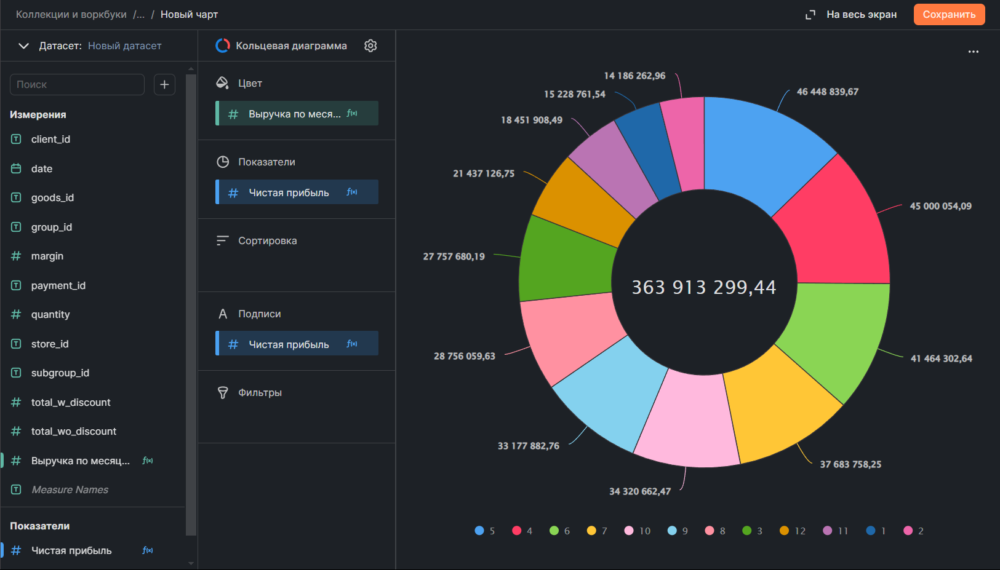 Коллекции и воркбуки /... / Новый чарт
На весь экран
Сохранить
Датасет: Новый датасет
Поиск
Измерения
client_id
date
goods_id
group_id
margin
payment_id
quantity
store_id
subgroup_id
total_w_discount
total_wo_discount
Выручка по месяц... f(x)
Measure Names
Показатели
Чистая прибыль f(x)
Кольцевая диаграмма
Цвет
Выручка по меся... f(x)
Показатели
Чистая прибыль f(x)
Сортировка
Подписи
Чистая прибыль f(x)
Фильтры
14 186 262,96
46 448 839,67
15 228 761,54
18 451 908,49
21 437 126,75
45 000 054,09
27 757 680,19
363 913 299,44
28 756 059,63
41 464 302,64
33 177 882,76
37 683 758,25
34 320 662,47
5 4 6 7 10 9 8 3 12 11 1 2